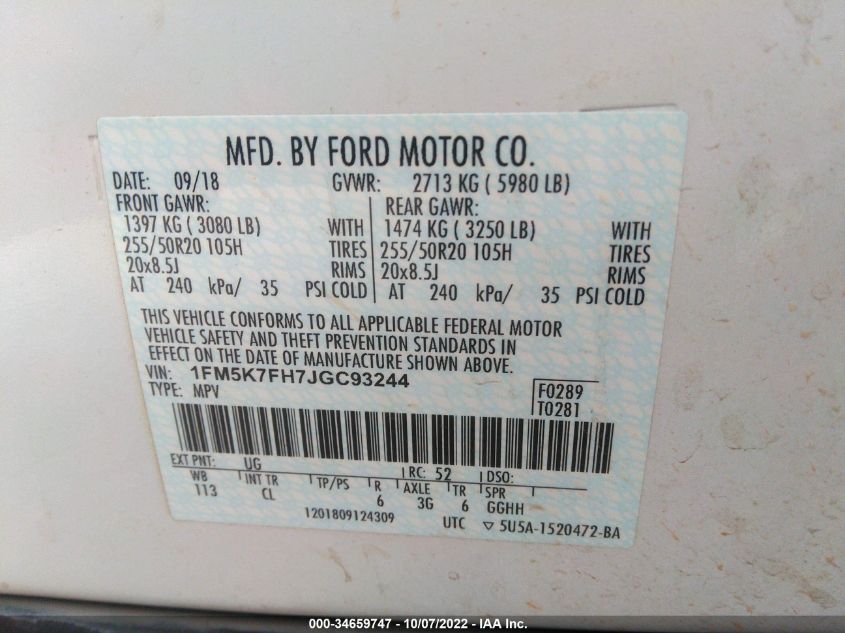 MFD. BY FORD MOTOR CO.
DATE: 09/18 GVWR: 2713 KG ( 5980 LB)
FRONT GAWR: REAR GAWR:
1397 KG ( 3080 LB) WITH 1474 KG ( 3250 LB) WITH
255/50R20 105H TIRES 255/50R20 105H TIRES
20x8.5J RIMS 20x8.5J RIMS
AT 240 kPa/ 35 PSI COLD AT 240 kPa/ 35 PSI COLD
THIS VEHICLE CONFORMS TO ALL APPLICABLE FEDERAL MOTOR
VEHICLE SAFETY AND THEFT PREVENTION STANDARDS IN
EFFECT ON THE DATE OF MANUFACTURE SHOWN ABOVE.
VIN: 1FM5K7FH7JGC93244
TYPE: MPV F0289
T0281
EXT PNT: UG RC: 52 DSO:
WB INT TR TP/PS R AXLE TR SPR
113 CL 6 3G 6 GGHH
1201809124309 UTC ▽ 5U5A-1520472-BA
000-34659747 - 10/07/2022 - IAA Inc.